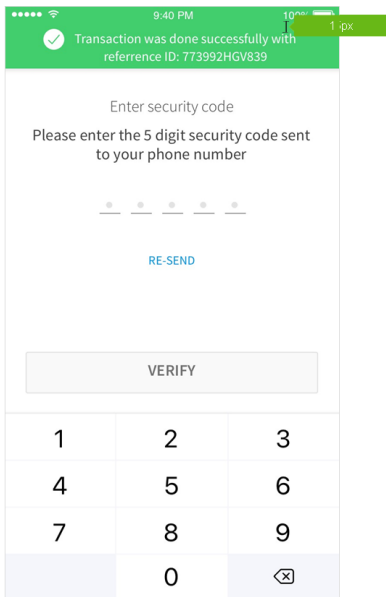 9:40 PM 100%
Transaction was done successfully with
referrence ID: 773992HGV839
Enter security code
Please enter the 5 digit security code sent
to your phone number
RE-SEND
VERIFY
1 2 3
4 5 6
7 8 9
0